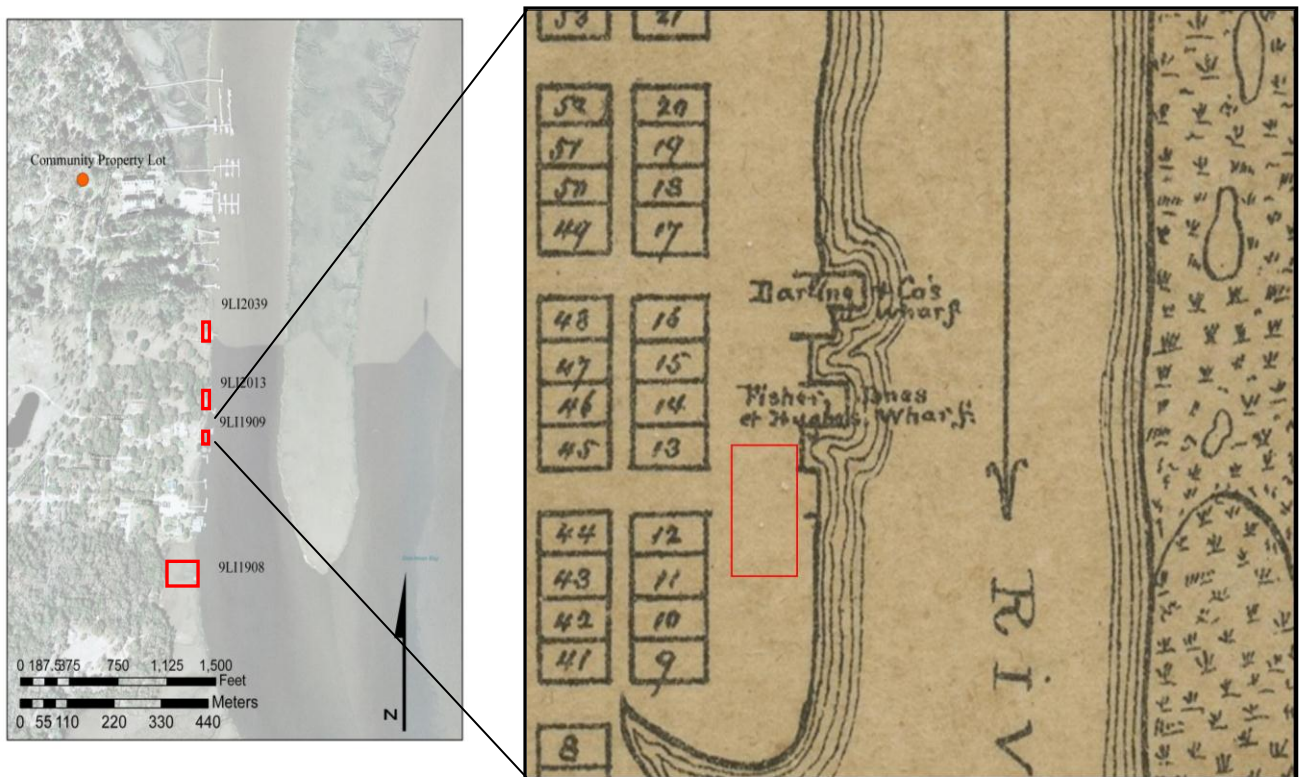 Community Property Lot
9LI2039
9LI2013
9LI1909
9LI1908
0 187.5375 750 1,125 1,500
Feet
Meters
0 55 110 220 330 440
N
53 21
52 20
51 19
50 18
49 17
Darling & Co's
Wharf
48 16
47 15
46 14
45 13
Fisher, Jones
et Hughes Wharf.
44 12
43 11
42 10
41 9
8
RIV